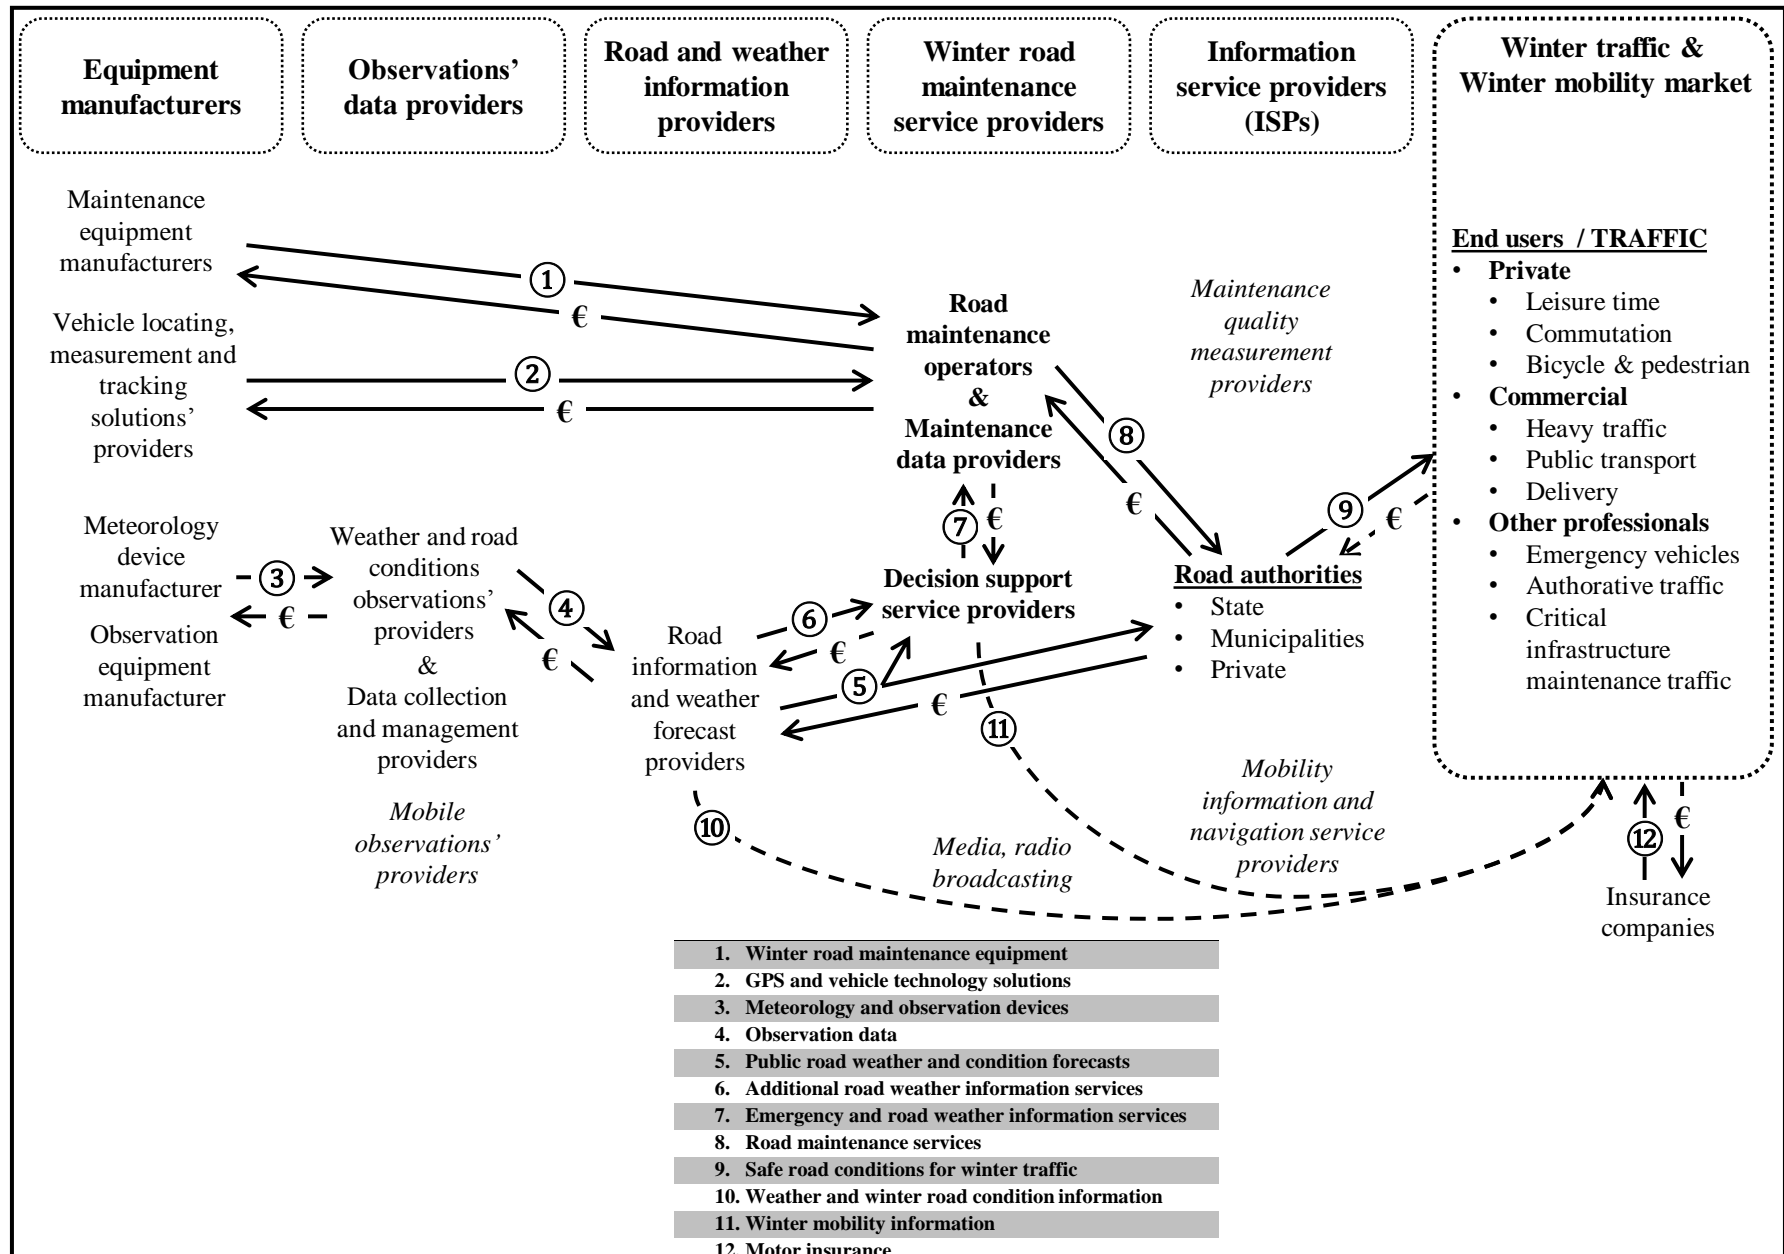 Equipment
manufacturers
Observations’
data providers
Road and weather
information
providers
Winter road
maintenance
service providers
Information
service providers
(ISPs)
Winter traffic &
Winter mobility market
Maintenance
equipment
manufacturers
Vehicle locating,
measurement and
tracking
solutions’
providers
Meteorology
device
manufacturer
Observation
equipment
manufacturer
1
€
2
€
3
€
Weather and road
conditions
observations’
providers
&
Data collection
and management
providers
Mobile
observations’
providers
4
€
Road
information
and weather
forecast
providers
Road
maintenance
operators
&
Maintenance
data providers
7
€
Decision support
service providers
6
€
5
€
11
10
Media, radio
broadcasting
Maintenance
quality
measurement
providers
8
€
Road authorities
• State
• Municipalities
• Private
9
€
Mobility
information and
navigation service
providers
End users / TRAFFIC
• Private
• Leisure time
• Commutation
• Bicycle & pedestrian
• Commercial
• Heavy traffic
• Public transport
• Delivery
• Other professionals
• Emergency vehicles
• Authorative traffic
• Critical
infrastructure
maintenance traffic
12
€
Insurance
companies
1. Winter road maintenance equipment
2. GPS and vehicle technology solutions
3. Meteorology and observation devices
4. Observation data
5. Public road weather and condition forecasts
6. Additional road weather information services
7. Emergency and road weather information services
8. Road maintenance services
9. Safe road conditions for winter traffic
10. Weather and winter road condition information
11. Winter mobility information
12. Motor insurance